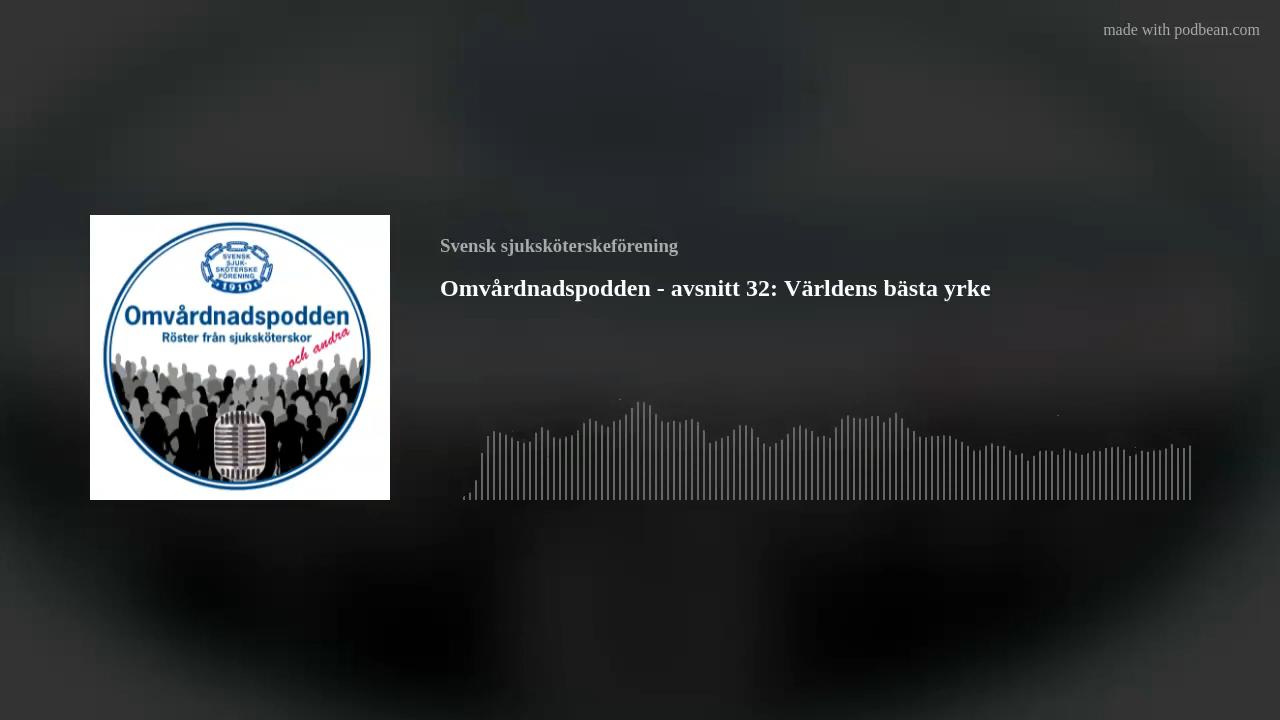 made with podbean.com
SVENSK
SJUK-
SKÖTERSKE
FÖRENING
1910
Omvårdnadspodden
Röster från sjuksköterskor
och andra
Svensk sjuksköterskeförening
Omvårdnadspodden - avsnitt 32: Världens bästa yrke